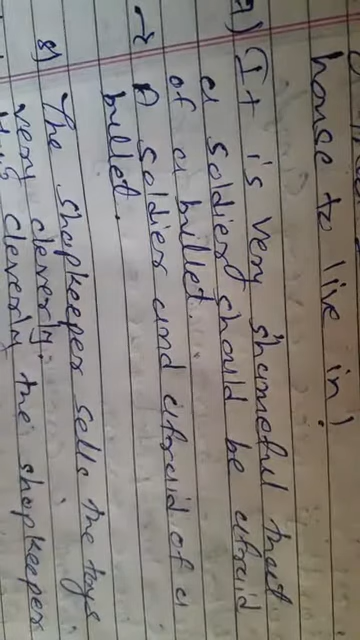 house to live in!
7) It is very shameful that
a soldier should be afraid
of a bullet.
→ A soldier and afraid of a
bullet.
8) The shopkeeper sells the toys
very cleverly.
cleverly the shopkeeper